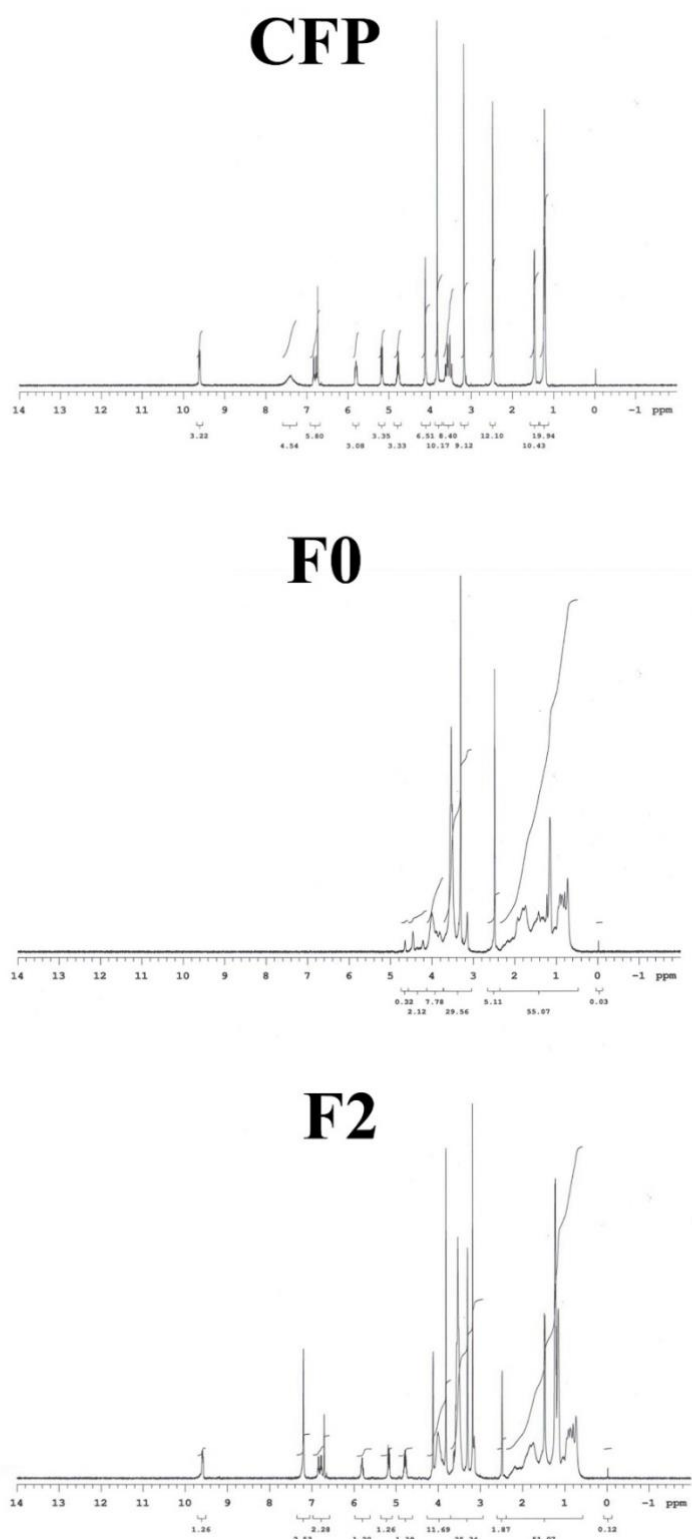 CFP
14 13 12 11 10 9 8 7 6 5 4 3 2 1 0 -1 ppm
3.22 5.80 3.35 6.51 8.40 12.10 19.94
4.54 3.08 3.33 10.17 9.12 10.43
F0
14 13 12 11 10 9 8 7 6 5 4 3 2 1 0 -1 ppm
0.32 7.78 5.11 0.03
2.12 29.56 55.07
F2
14 13 12 11 10 9 8 7 6 5 4 3 2 1 0 -1 ppm
1.26 2.28 1.26 11.69 1.87 0.12